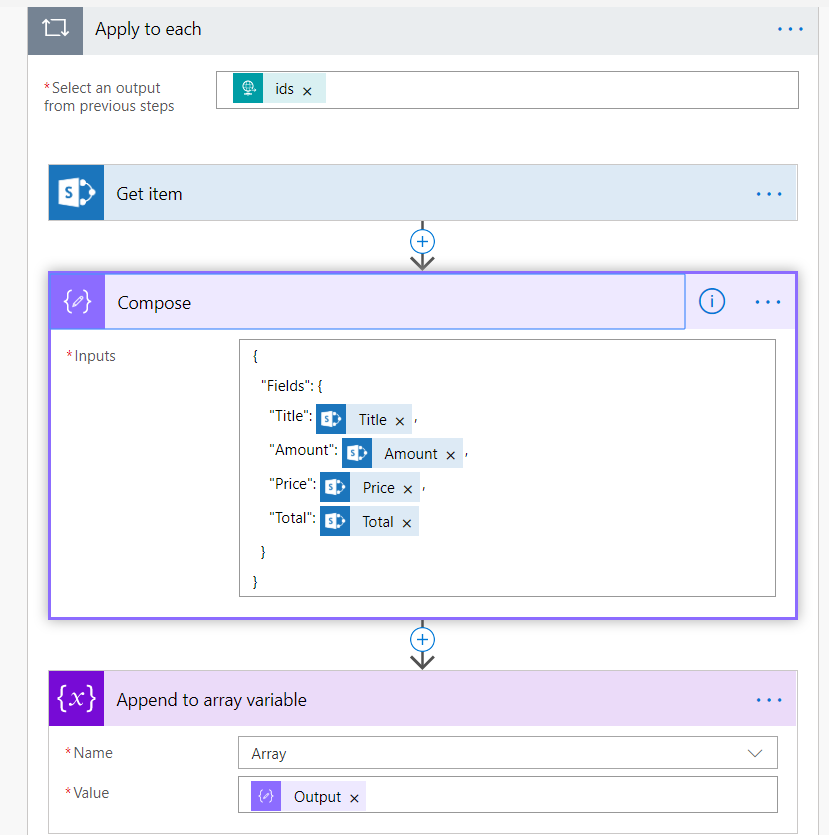 Apply to each
*Select an output
from previous steps
ids ×
S
Get item
{ } Compose
i
*Inputs
{
"Fields": {
"Title": S Title × ,
"Amount": S Amount × ,
"Price": S Price × ,
"Total": S Total ×
}
}
{x} Append to array variable
*Name
Array
*Value
Output ×